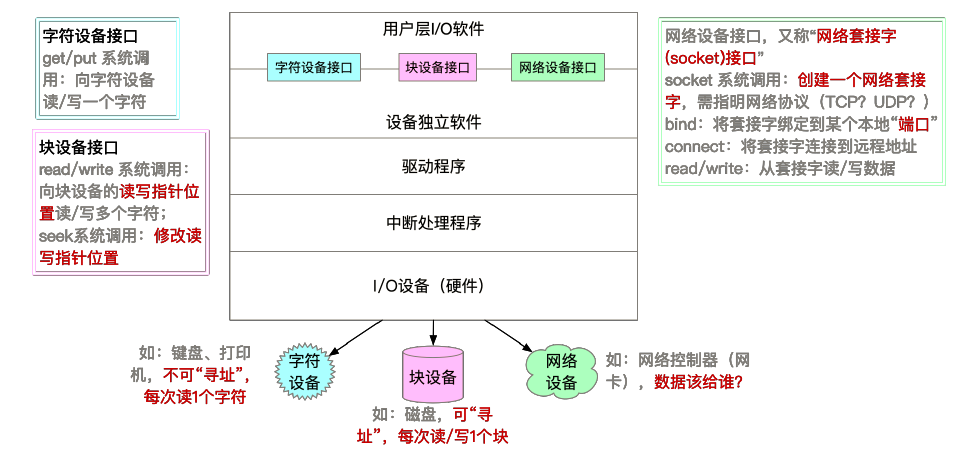 字符设备接口
get/put 系统调
用：向字符设备
读/写一个字符
块设备接口
read/write 系统调用：
向块设备的读写指针位
置读/写多个字符；
seek系统调用：修改读
写指针位置
用户层I/O软件
字符设备接口
块设备接口
网络设备接口
设备独立软件
驱动程序
中断处理程序
I/O设备（硬件）
网络设备接口，又称“网络套接字
(socket)接口”
socket 系统调用：创建一个网络套接
字，需指明网络协议（TCP？UDP？）
bind：将套接字绑定到某个本地“端口”
connect：将套接字连接到远程地址
read/write：从套接字读/写数据
如：键盘、打印
机，不可“寻址”，
每次读1个字符
字符
设备
块设备
如：磁盘，可“寻
址”，每次读/写1个块
网络
设备
如：网络控制器（网
卡），数据该给谁？